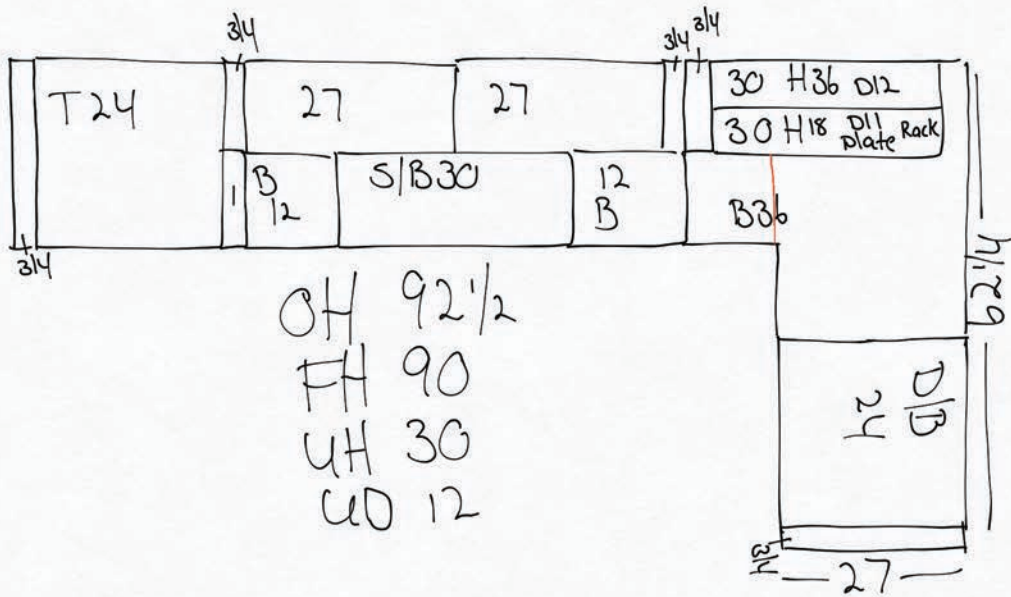 3/4
3/4 3/4
T24
27
27
30 H36 D12
30 H18 D11
Plate Rack
B
12
S/B30
12
B
B36
3/4
62 1/4
OH 92 1/2
FH 90
UH 30
UD 12
D/B
24
3/4
27